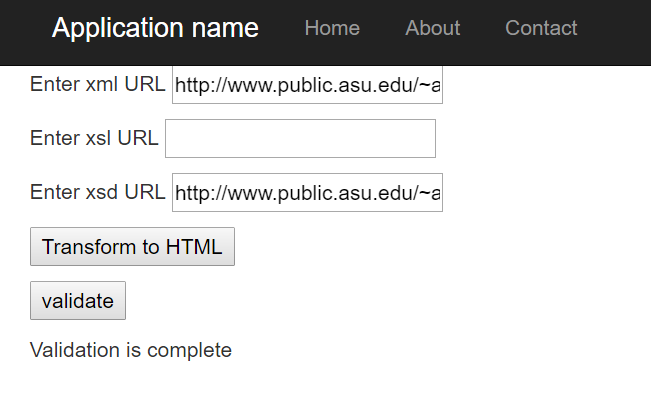 Application name Home About Contact
Enter xml URL http://www.public.asu.edu/~a
Enter xsl URL
Enter xsd URL http://www.public.asu.edu/~a
Transform to HTML
validate
Validation is complete